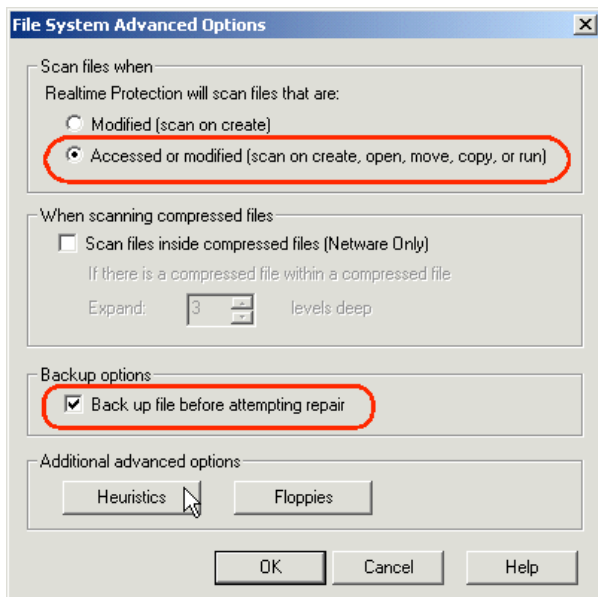 File System Advanced Options
Scan files when
Realtime Protection will scan files that are:
Modified (scan on create)
Accessed or modified (scan on create, open, move, copy, or run)
When scanning compressed files
Scan files inside compressed files (Netware Only)
If there is a compressed file within a compressed file
Expand: 3 levels deep
Backup options
Back up file before attempting repair
Additional advanced options
Heuristics Floppies
OK Cancel Help